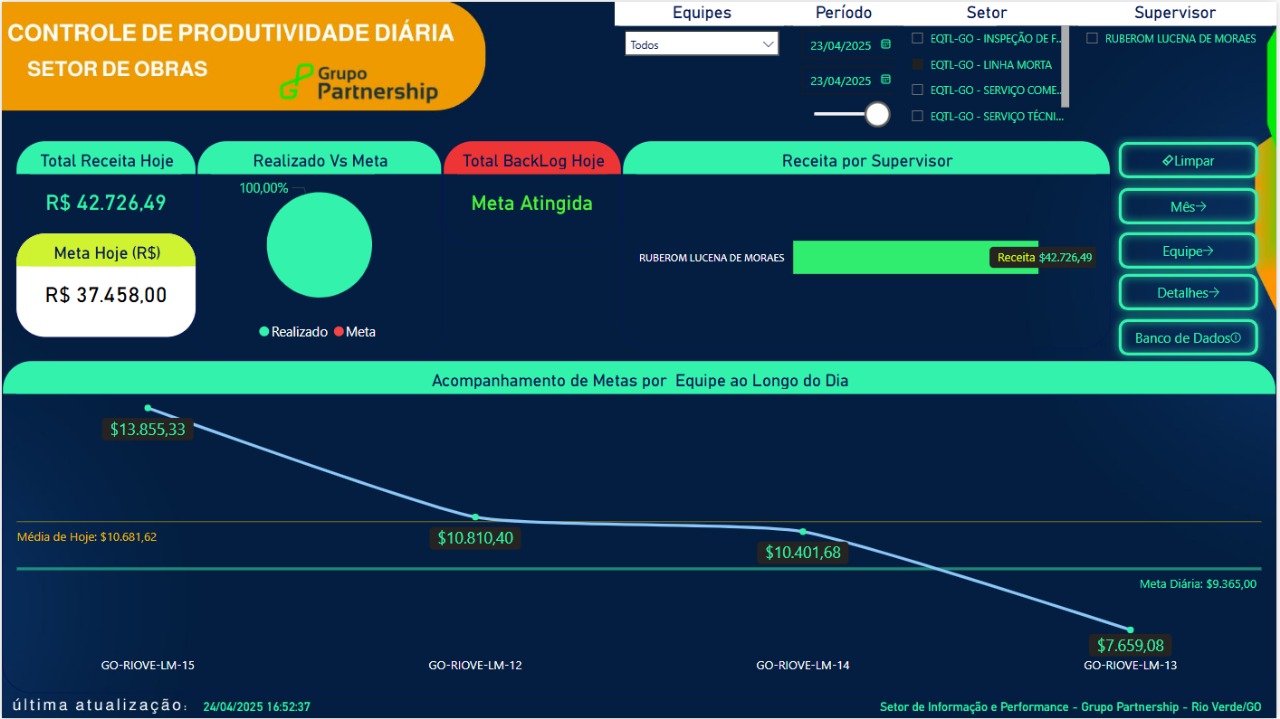 CONTROLE DE PRODUTIVIDADE DIÁRIA
SETOR DE OBRAS
Grupo
Partnership
Equipes
Todos
Período
23/04/2025
23/04/2025
Setor
EQTL-GO - INSPEÇÃO DE F...
EQTL-GO - LINHA MORTA
EQTL-GO - SERVIÇO COME...
EQTL-GO - SERVIÇO TÉCNI...
Supervisor
RUBEROM LUCENA DE MORAES
Total Receita Hoje
R$ 42.726,49
Meta Hoje (R$)
R$ 37.458,00
Realizado Vs Meta
100,00%
Realizado Meta
Total BackLog Hoje
Meta Atingida
Receita por Supervisor
RUBEROM LUCENA DE MORAES
Receita $42.726,49
Limpar
Mês→
Equipe→
Detalhes→
Banco de Dados
Acompanhamento de Metas por Equipe ao Longo do Dia
$13.855,33
$10.810,40
$10.401,68
$7.659,08
Média de Hoje: $10.681,62
Meta Diária: $9.365,00
GO-RIOVE-LM-15
GO-RIOVE-LM-12
GO-RIOVE-LM-14
GO-RIOVE-LM-13
última atualização: 24/04/2025 16:52:37
Setor de Informação e Performance - Grupo Partnership - Rio Verde/GO